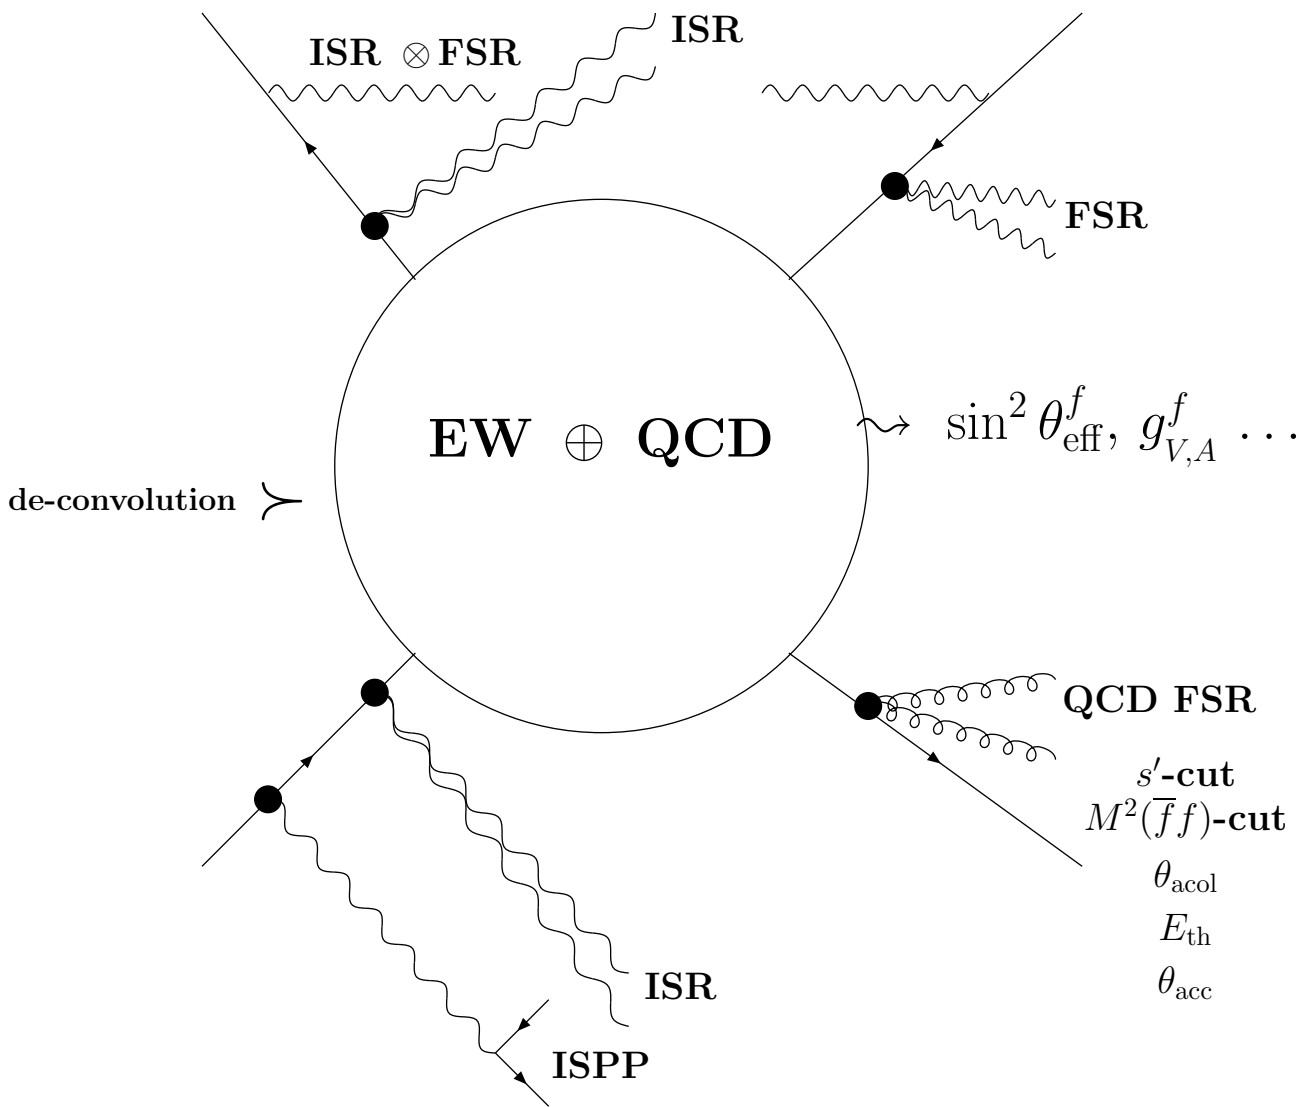 ISR
ISR ⊗ FSR
FSR
sin² θ^f_eff, g^f_{V,A} ...
EW ⊕ QCD
de-convolution ≻
QCD FSR
s′-cut
M²(f̅f)-cut
θ_acol
E_th
θ_acc
ISR
ISPP